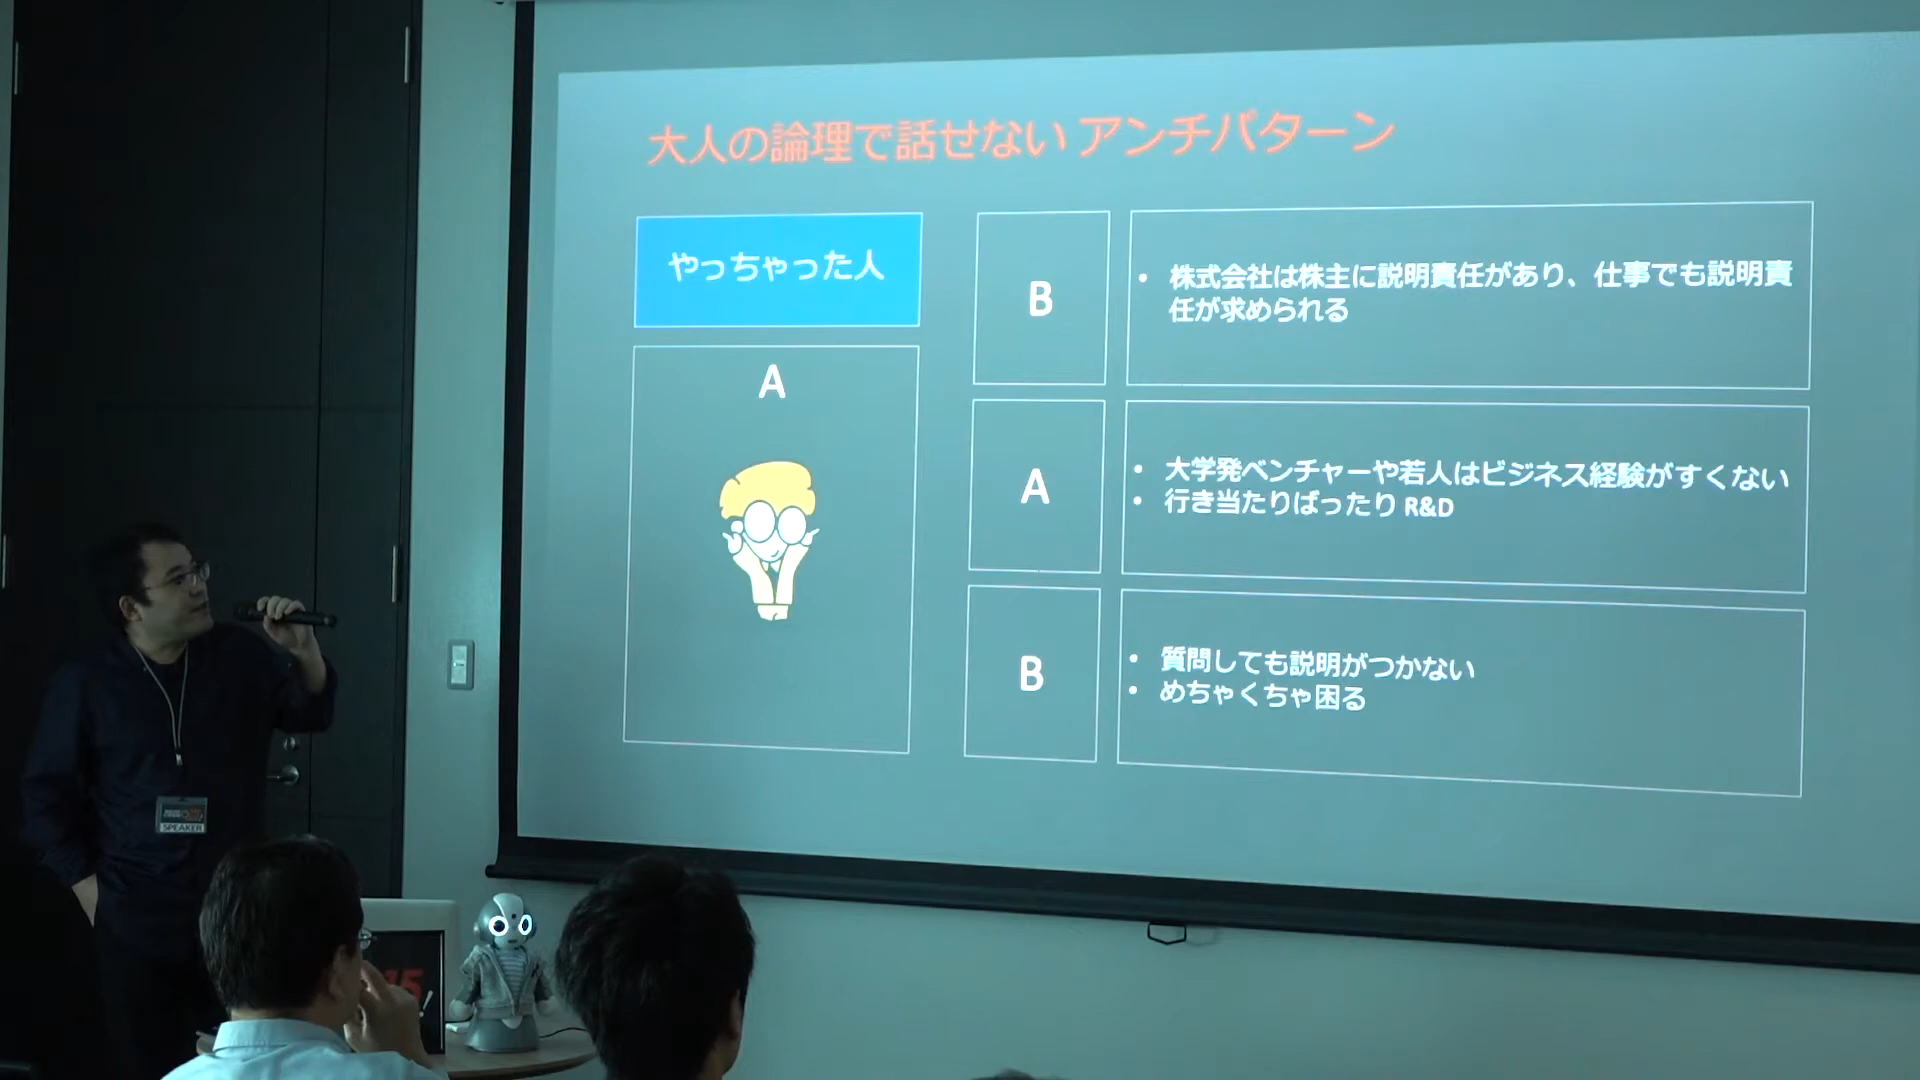 大人の論理で話せない アンチパターン
やっちゃった人
A
B
• 株式会社は株主に説明責任があり、仕事でも説明責
任が求められる
A
• 大学発ベンチャーや若人はビジネス経験がすくない
• 行き当たりばったり R&D
B
• 質問しても説明がつかない
• めちゃくちゃ困る
SPEAKER
15